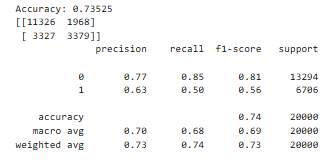 Accuracy: 0.73525
[[11326 1968]
[ 3327 3379]]
precision recall f1-score support
0 0.77 0.85 0.81 13294
1 0.63 0.50 0.56 6706
accuracy 0.74 20000
macro avg 0.70 0.68 0.69 20000
weighted avg 0.73 0.74 0.73 20000